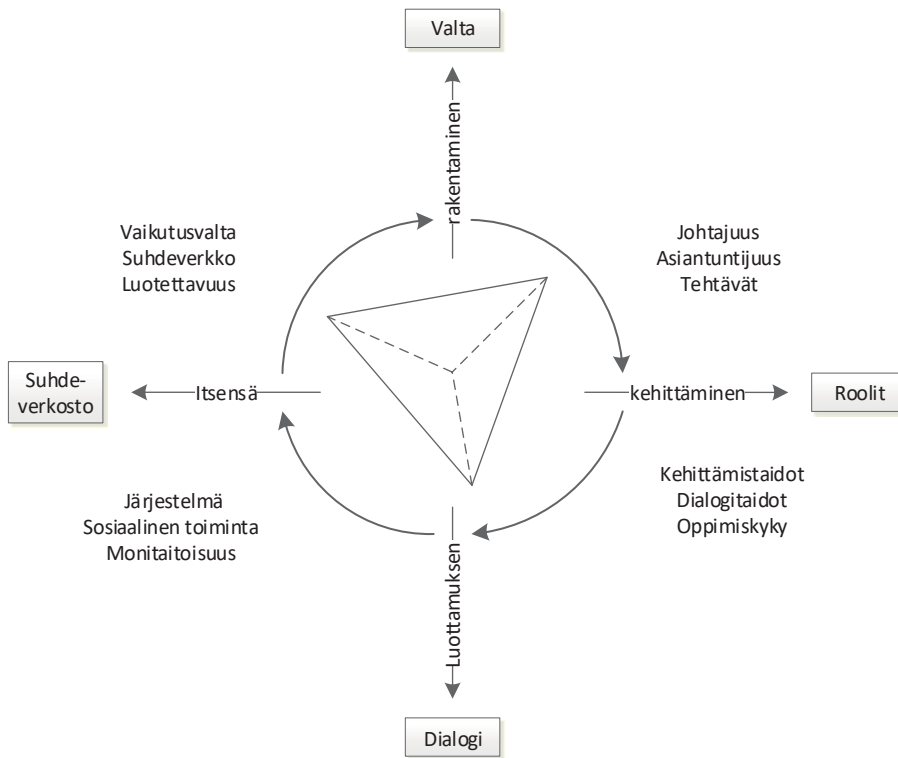 Valta
rakentaminen
Vaikutusvalta
Suhdeverkko
Luotettavuus
Johtajuus
Asiantuntijuus
Tehtävät
Suhde-
verkosto
Itsensä
kehittäminen
Roolit
Järjestelmä
Sosiaalinen toiminta
Monitaitoisuus
Kehittämistaidot
Dialogitaidot
Oppimiskyky
Luottamuksen
Dialogi